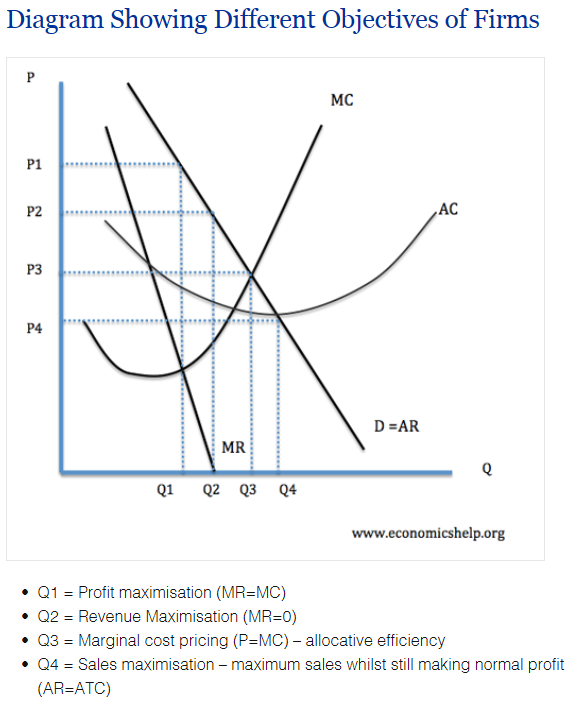 Diagram Showing Different Objectives of Firms
P
MC
P1
P2
AC
P3
P4
D =AR
MR
Q
Q1 Q2 Q3 Q4
www.economicshelp.org
• Q1 = Profit maximisation (MR=MC)
• Q2 = Revenue Maximisation (MR=0)
• Q3 = Marginal cost pricing (P=MC) – allocative efficiency
• Q4 = Sales maximisation – maximum sales whilst still making normal profit
(AR=ATC)